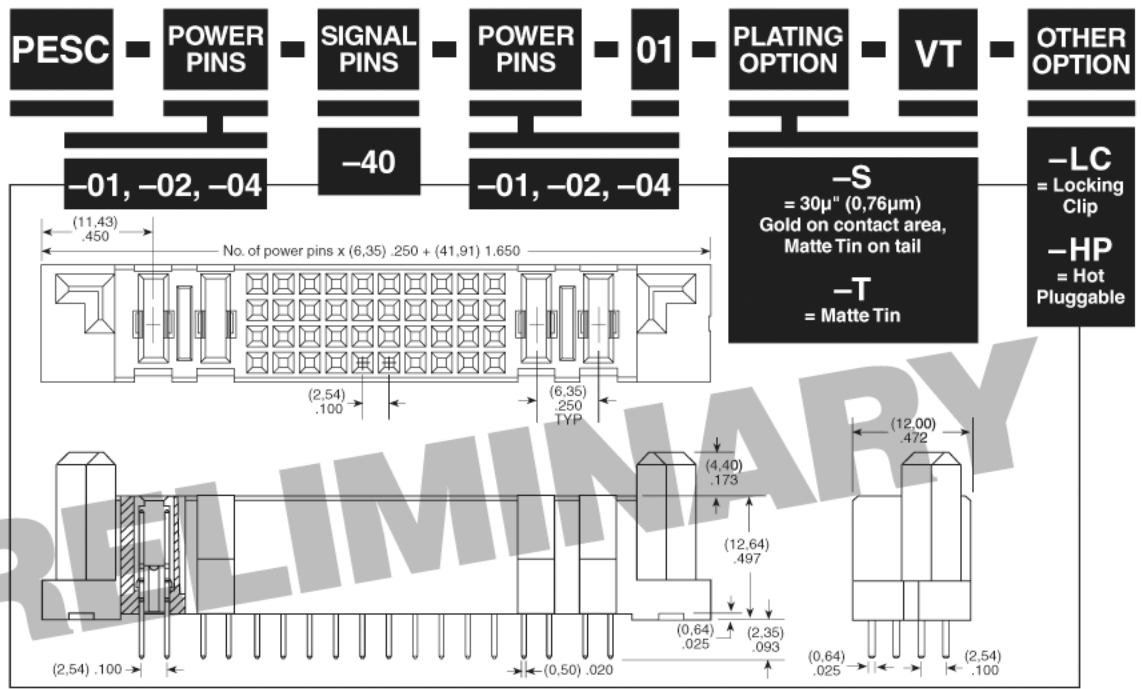 PESC - POWER PINS - SIGNAL PINS - POWER PINS - 01 - PLATING OPTION - VT - OTHER OPTION
–01, –02, –04
–40
–01, –02, –04
–S
= 30µ" (0,76µm)
Gold on contact area,
Matte Tin on tail
–T
= Matte Tin
–LC
= Locking
Clip
–HP
= Hot
Pluggable
(11,43)
.450
No. of power pins x (6,35) .250 + (41,91) 1.650
(2,54)
.100
(6,35)
.250
TYP
PRELIMINARY
(12,00)
.472
(4,40)
.173
(12,64)
.497
(0,64)
.025
(2,35)
.093
(2,54) .100
(0,50) .020
(0,64)
.025
(2,54)
.100